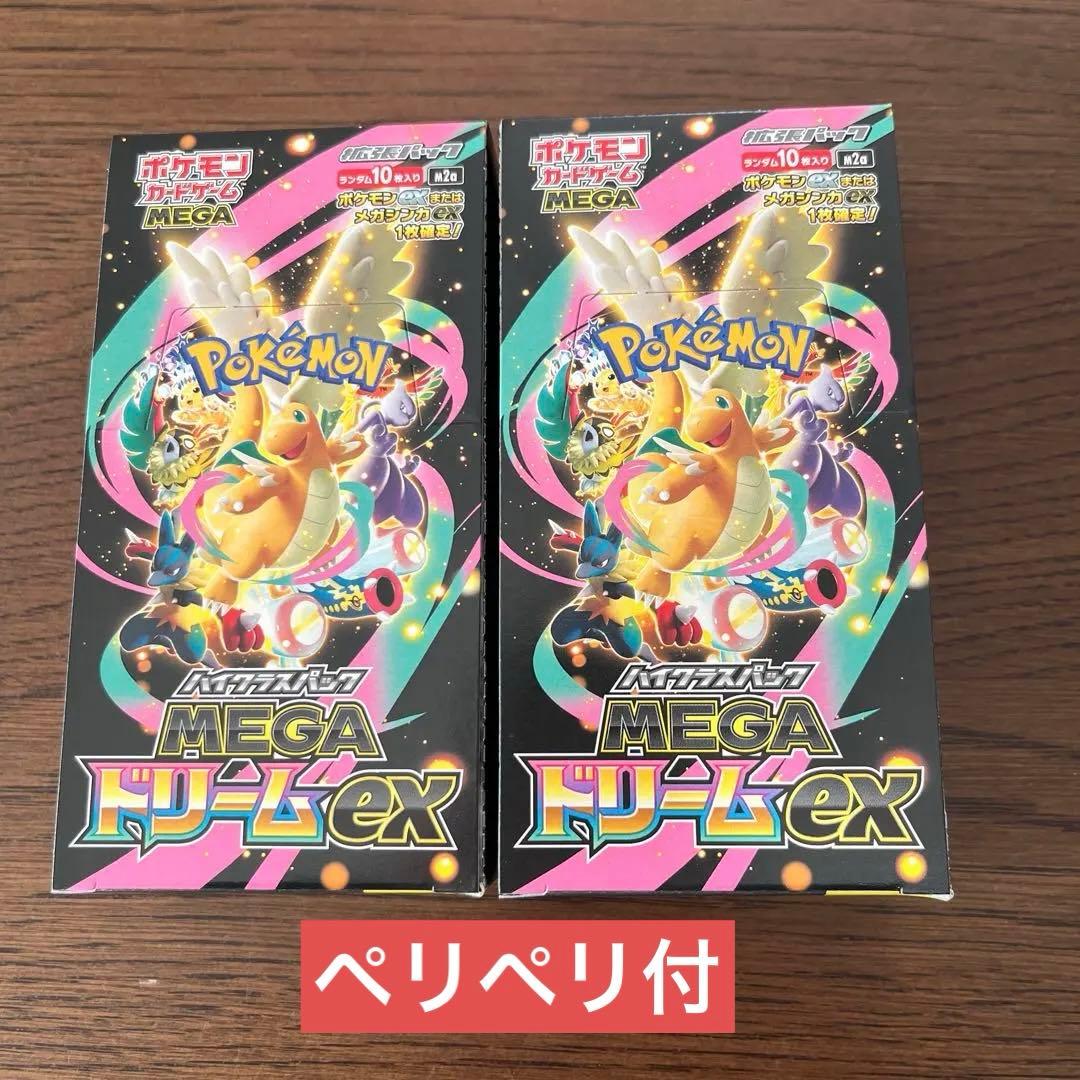 ポケモン
カードゲーム
MEGA
拡張パック
ランダム10枚入り M2a
ポケモンexまたは
メガシンカex
1枚確定!
POKéMON
ハイクラスパック
MEGA
ドリームex
ポケモン
カードゲーム
MEGA
拡張パック
ランダム10枚入り M2a
ポケモンexまたは
メガシンカex
1枚確定!
POKéMON
ハイクラスパック
MEGA
ドリームex
ペリペリ付